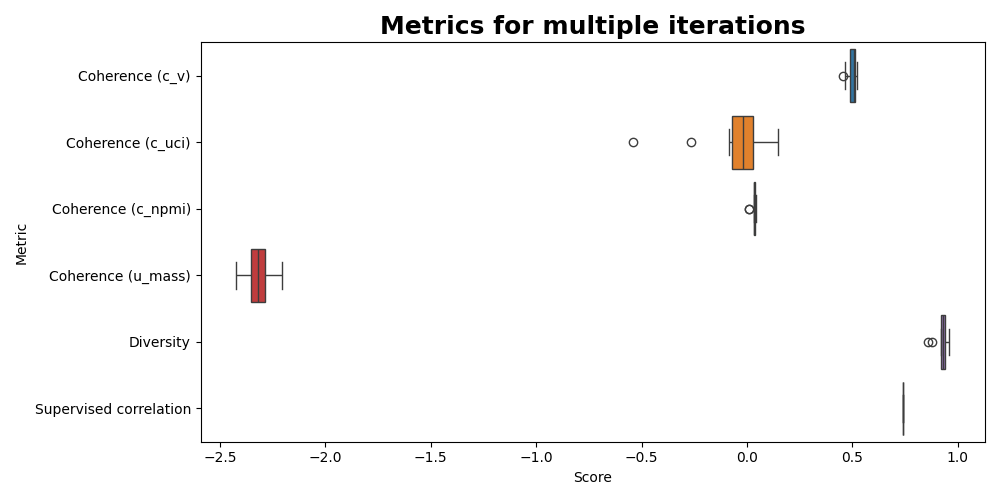 Metrics for multiple iterations
Coherence (c_v)
Coherence (c_uci)
Coherence (c_npmi)
Coherence (u_mass)
Diversity
Supervised correlation
Metric
−2.5 −2.0 −1.5 −1.0 −0.5 0.0 0.5 1.0
Score